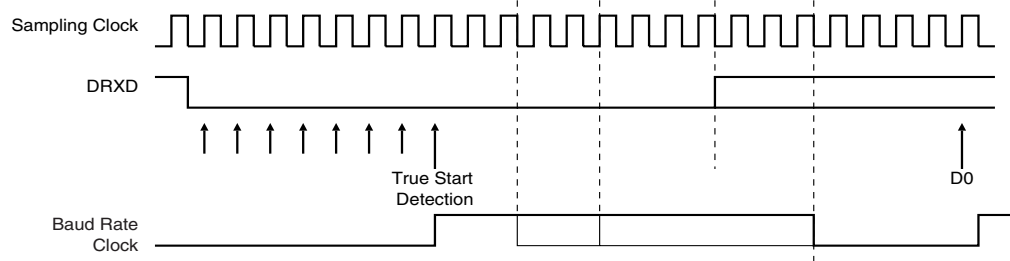 Sampling Clock
DRXD
True Start
Detection
D0
Baud Rate
Clock